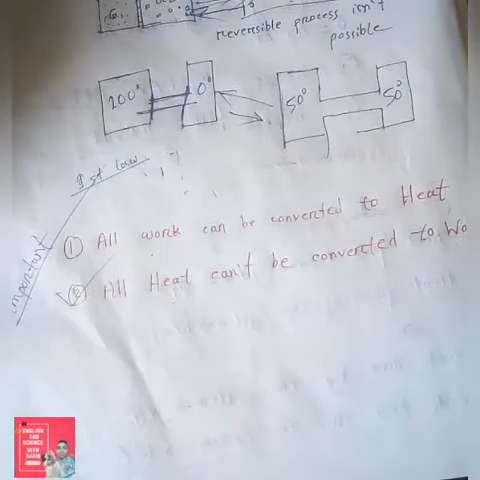 reversible process isn't
possible
100° 0° 50° 50°
1st law
important
① All work can be converted to Heat
② All Heat can't be converted to Wo
ENGLISH
AND
SCIENCE
WITH